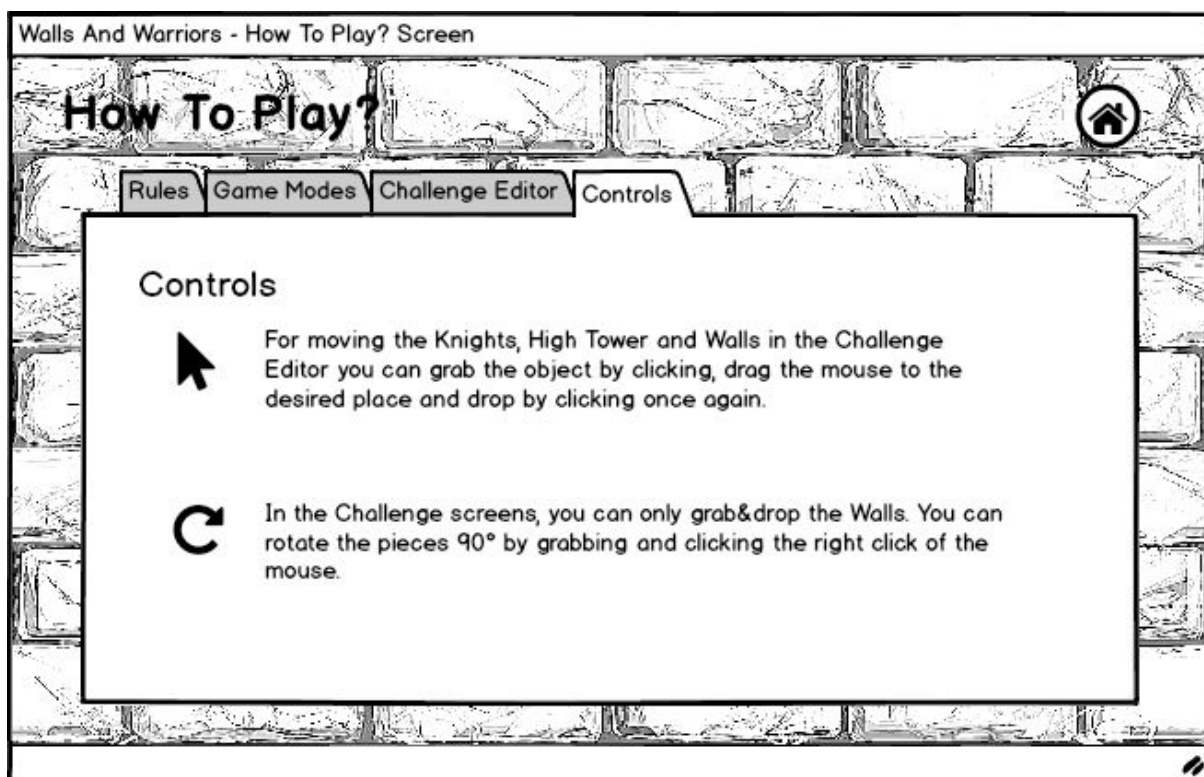 Walls And Warriors - How To Play? Screen
How To Play?
Rules Game Modes Challenge Editor Controls
Controls
For moving the Knights, High Tower and Walls in the Challenge
Editor you can grab the object by clicking, drag the mouse to the
desired place and drop by clicking once again.
In the Challenge screens, you can only grab&drop the Walls. You can
rotate the pieces 90° by grabbing and clicking the right click of the
mouse.